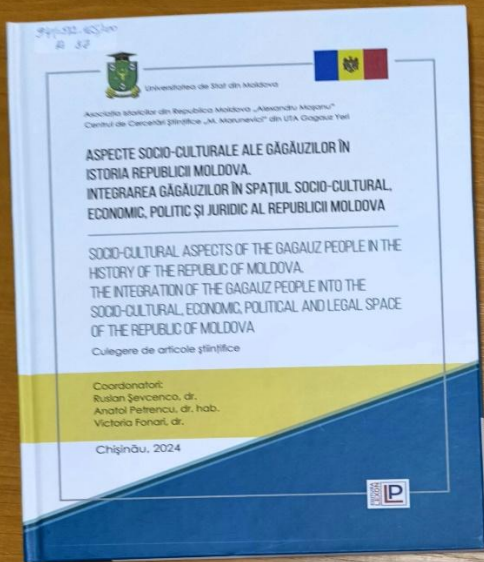 Universitatea de Stat din Moldova
Asociația Istoricilor din Republica Moldova „Alexandru Moșanu”
Centrul de Cercetări Științifice „M. Marunevici” din UTA Gagauz Yeri
ASPECTE SOCIO-CULTURALE ALE GĂGĂUZILOR ÎN
ISTORIA REPUBLICII MOLDOVA.
INTEGRAREA GĂGĂUZILOR ÎN SPAȚIUL SOCIO-CULTURAL,
ECONOMIC, POLITIC ȘI JURIDIC AL REPUBLICII MOLDOVA
SOCIO-CULTURAL ASPECTS OF THE GAGAUZ PEOPLE IN THE
HISTORY OF THE REPUBLIC OF MOLDOVA.
THE INTEGRATION OF THE GAGAUZ PEOPLE INTO THE
SOCIO-CULTURAL, ECONOMIC, POLITICAL AND LEGAL SPACE
OF THE REPUBLIC OF MOLDOVA
Culegere de articole științifice
Coordonatori:
Ruslan Șevcenco, dr.
Anatol Petrencu, dr. hab.
Victoria Fonari, dr.
Chișinău, 2024
LP